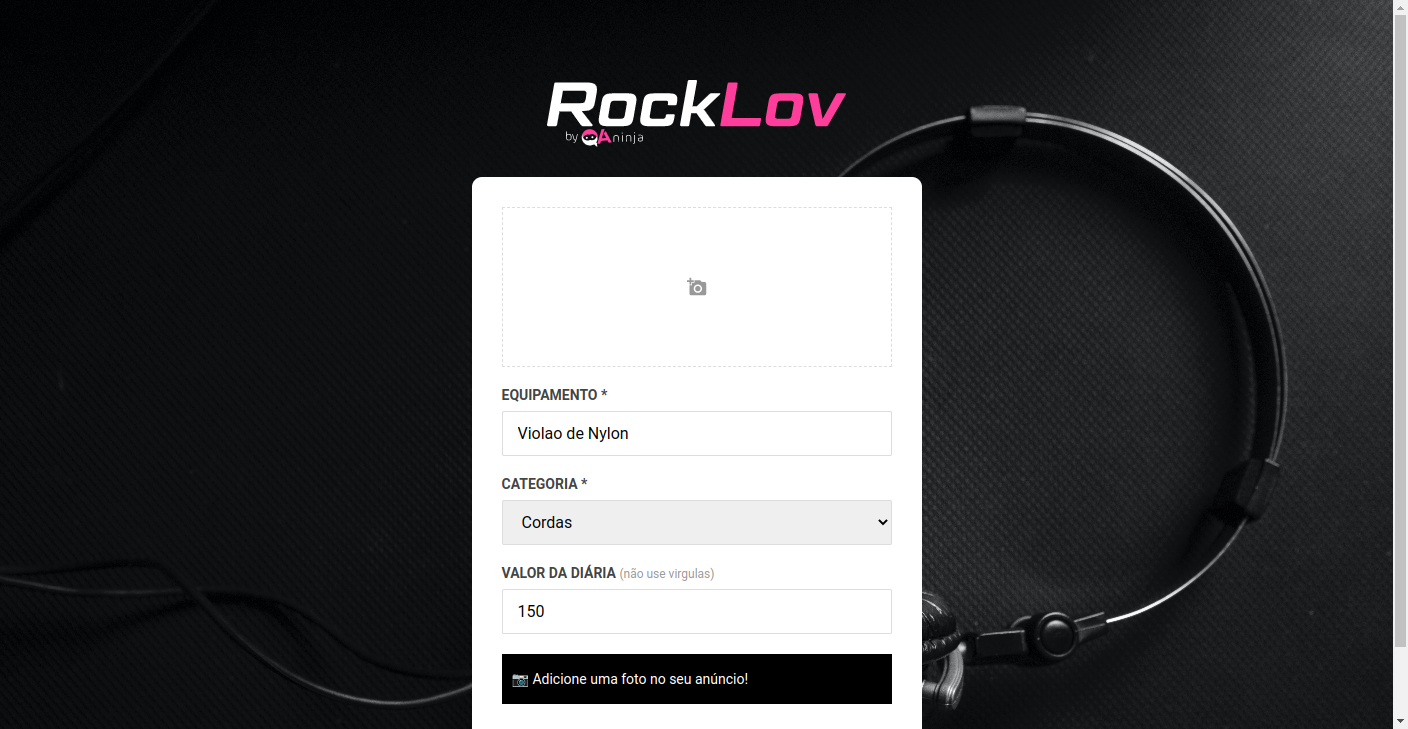 RockLov
by QAninja
EQUIPAMENTO *
Violao de Nylon
CATEGORIA *
Cordas
VALOR DA DIÁRIA (não use virgulas)
150
📷 Adicione uma foto no seu anúncio!